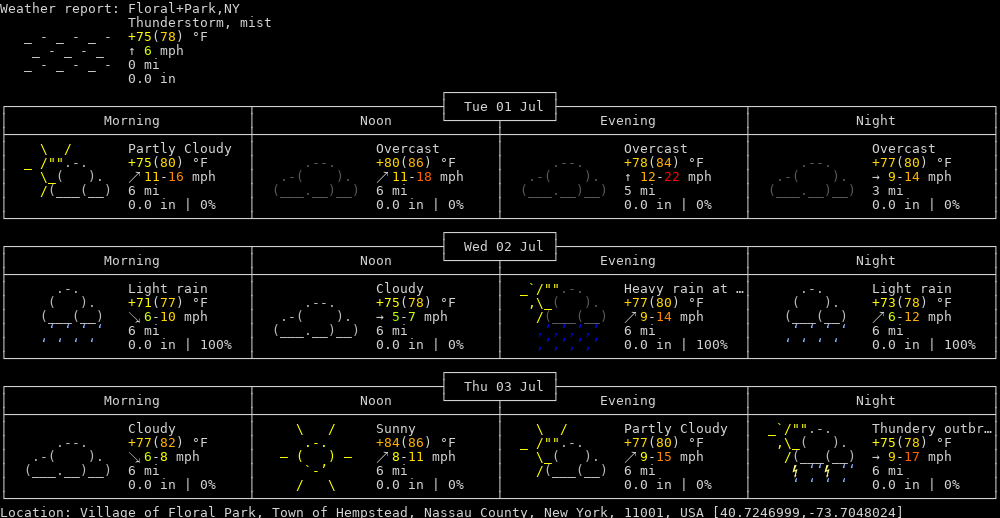 Weather report: Floral+Park,NY
Thunderstorm, mist
+75(78) °F
↑ 6 mph
0 mi
0.0 in
Tue 01 Jul
Morning Noon Evening Night
Partly Cloudy Overcast Overcast Overcast
+75(80) °F +80(86) °F +78(84) °F +77(80) °F
↗ 11-16 mph ↗ 11-18 mph ↑ 12-22 mph → 9-14 mph
6 mi 6 mi 5 mi 3 mi
0.0 in | 0% 0.0 in | 0% 0.0 in | 0% 0.0 in | 0%
Wed 02 Jul
Morning Noon Evening Night
Light rain Cloudy Heavy rain at … Light rain
+71(77) °F +75(78) °F +77(80) °F +73(78) °F
↘ 6-10 mph → 5-7 mph ↗ 9-14 mph ↗ 6-12 mph
6 mi 6 mi 6 mi 6 mi
0.0 in | 100% 0.0 in | 0% 0.0 in | 100% 0.0 in | 100%
Thu 03 Jul
Morning Noon Evening Night
Cloudy Sunny Partly Cloudy Thundery outbr…
+77(82) °F +84(86) °F +77(80) °F +75(78) °F
↘ 6-8 mph ↗ 8-11 mph ↗ 9-15 mph → 9-17 mph
6 mi 6 mi 6 mi 6 mi
0.0 in | 0% 0.0 in | 0% 0.0 in | 0% 0.0 in | 0%
Location: Village of Floral Park, Town of Hempstead, Nassau County, New York, 11001, USA [40.7246999,-73.7048024]